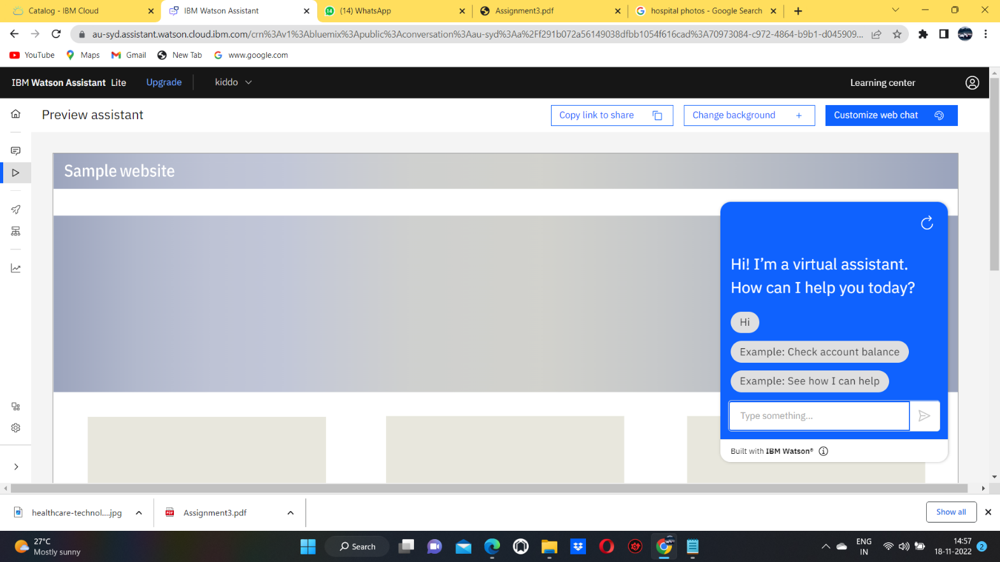 Catalog - IBM Cloud
IBM Watson Assistant
(14) WhatsApp
Assignment3.pdf
hospital photos - Google Search
au-syd.assistant.watson.cloud.ibm.com/crn%3Av1%3Abluemix%3Apublic%3Aconversation%3Aau-syd%3Aa%2Ff291b072a56149038dfbb1054f616cad%3A70973084-c972-4864-b9b1-d045909...
YouTube
Maps
Gmail
New Tab
www.google.com
IBM Watson Assistant Lite
Upgrade
kiddo
Learning center
Preview assistant
Copy link to share
Change background
Customize web chat
Sample website
Hi! I'm a virtual assistant.
How can I help you today?
Hi
Example: Check account balance
Example: See how I can help
Type something...
Built with IBM Watson®
healthcare-technol....jpg
Assignment3.pdf
Show all
27°C
Mostly sunny
Search
ENG
IN
14:57
18-11-2022
2